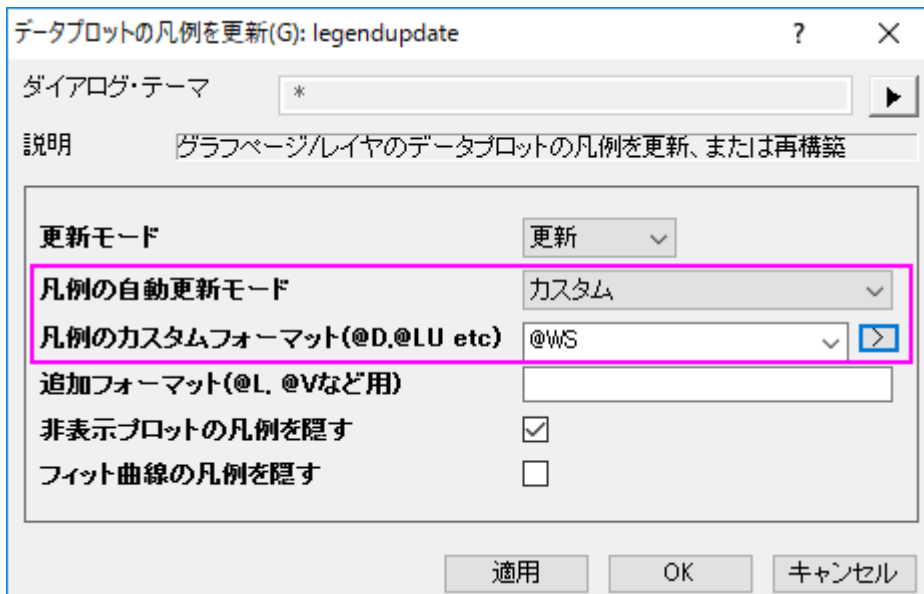 データプロットの凡例を更新(G): legendupdate ? ×
ダイアログ・テーマ *
説明 グラフページ/レイヤのデータプロットの凡例を更新、または再構築
更新モード 更新
凡例の自動更新モード カスタム
凡例のカスタムフォーマット(@D,@LU etc) @WS >
追加フォーマット(@L, @Vなど用)
非表示プロットの凡例を隠す
フィット曲線の凡例を隠す
適用 OK キャンセル